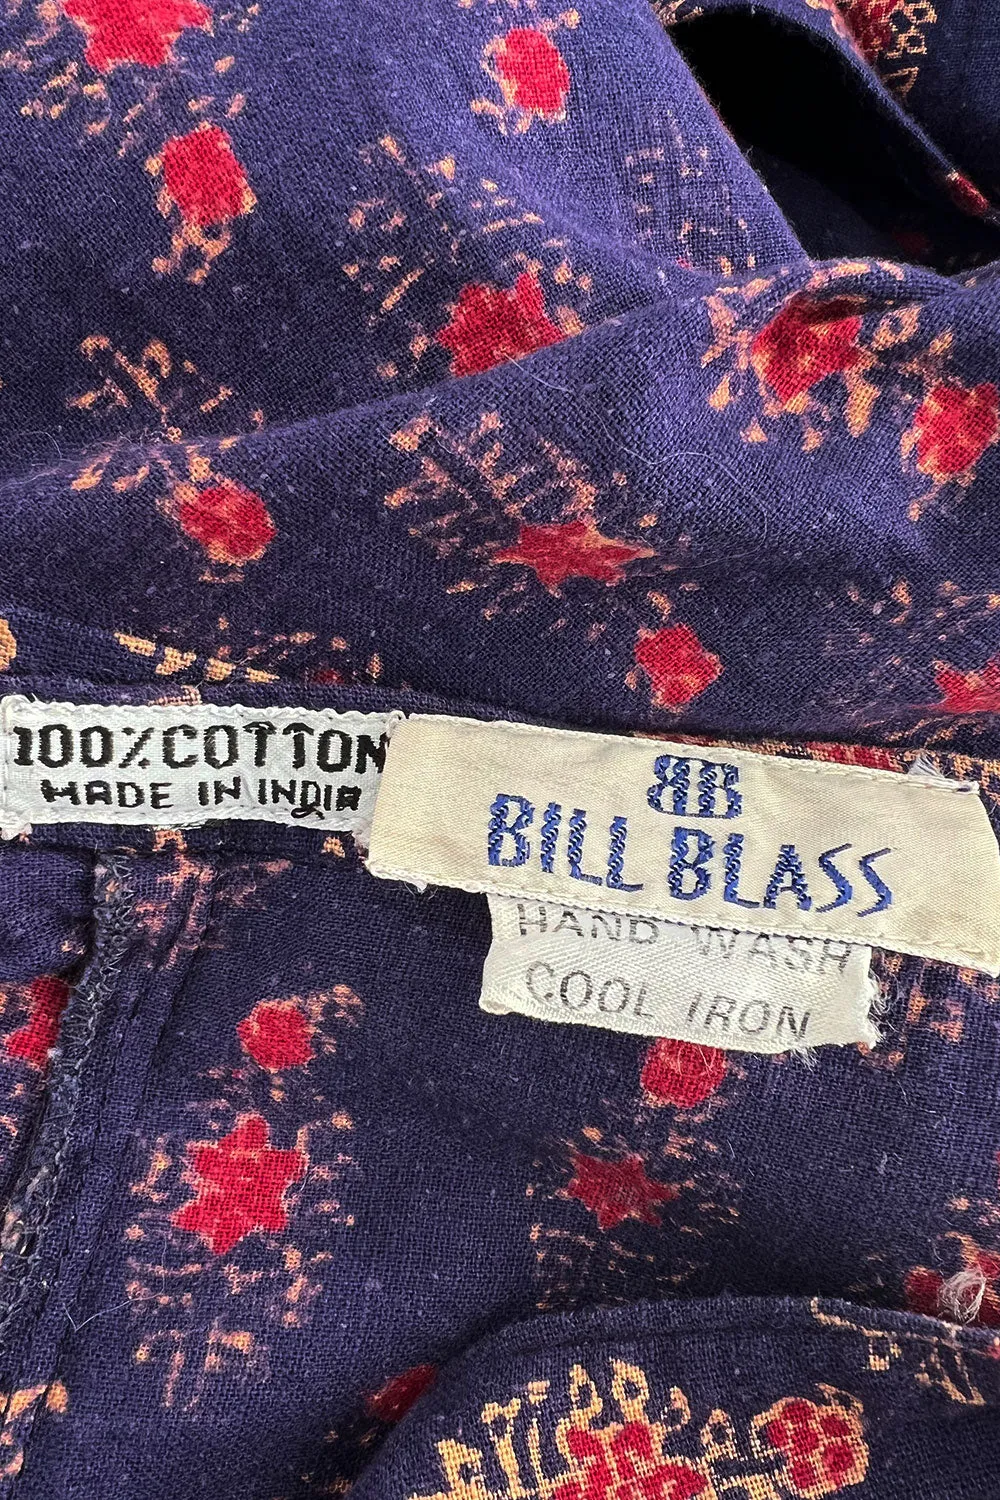 100% COTTON
MADE IN INDIA
BB
BILL BLASS
HAND WASH
COOL IRON